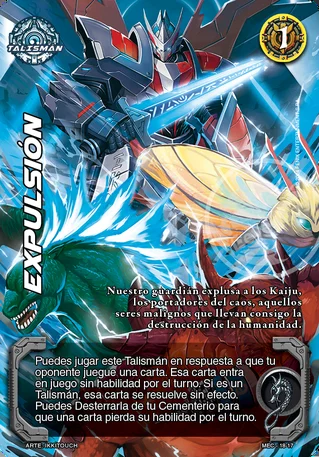 TALISMAN
1
EXPULSIÓN
Nuestro guardián explusa a los Kaiju,
los portadores del caos, aquellos
seres malignos que llevan consigo la
destrucción de la humanidad.
Puedes jugar este Talismán en respuesta a que tu
oponente juegue una carta. Esa carta entra
en juego sin habilidad por el turno. Si es un
Talismán, esa carta se resuelve sin efecto.
Puedes Desterrarla de tu Cementerio para
que una carta pierda su habilidad por el turno.
ARTE: IKKITOUCH
MEC - 18 17